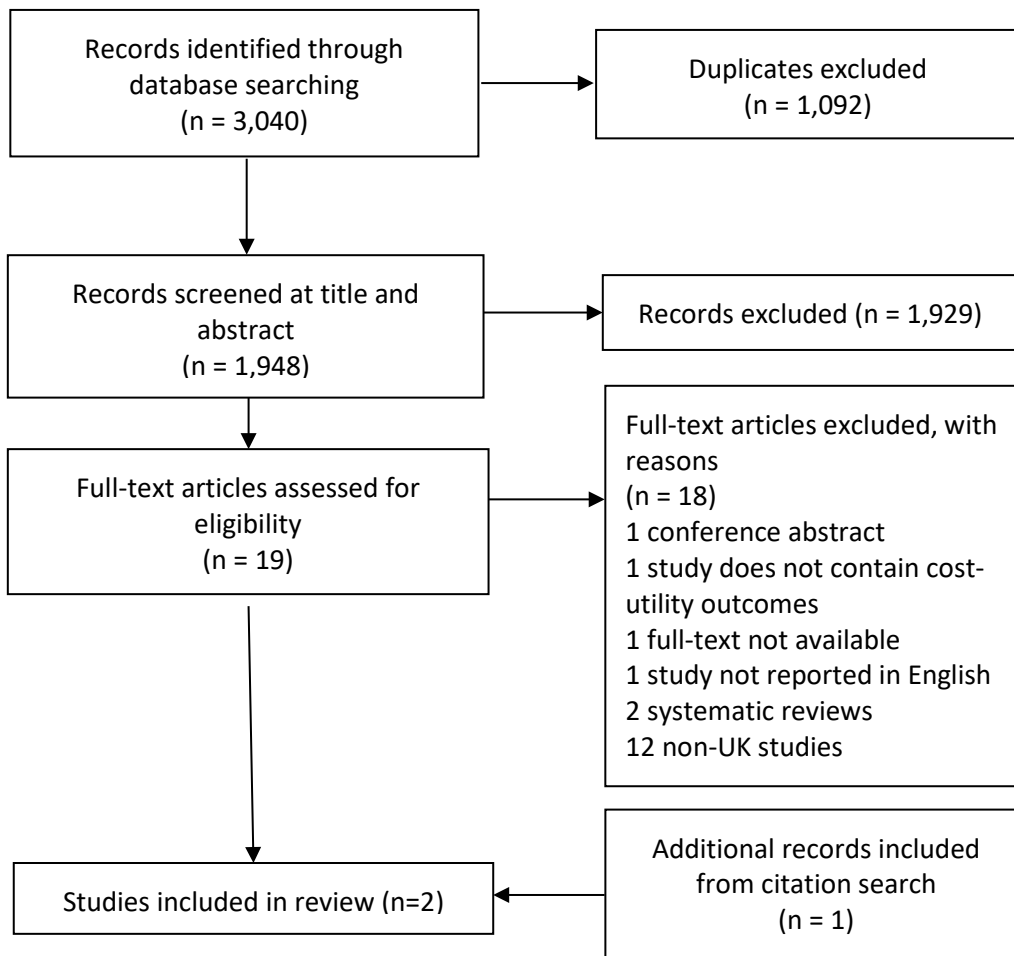 Records identified through
database searching
(n = 3,040)
Duplicates excluded
(n = 1,092)
Records screened at title and
abstract
(n = 1,948)
Records excluded (n = 1,929)
Full-text articles assessed for
eligibility
(n = 19)
Full-text articles excluded, with
reasons
(n = 18)
1 conference abstract
1 study does not contain cost-
utility outcomes
1 full-text not available
1 study not reported in English
2 systematic reviews
12 non-UK studies
Studies included in review (n=2)
Additional records included
from citation search
(n = 1)